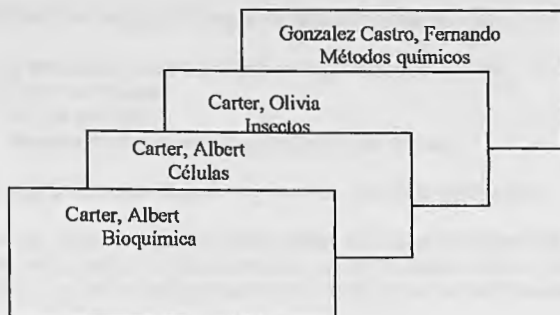 Gonzalez Castro, Fernando
Métodos químicos
Carter, Olivia
Insectos
Carter, Albert
Células
Carter, Albert
Bioquímica